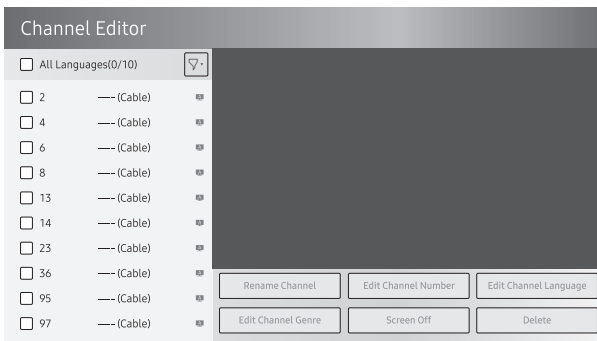 Channel Editor
All Languages(0/10)
2 —-– (Cable)
4 —-– (Cable)
6 —-– (Cable)
8 —-– (Cable)
13 —-– (Cable)
14 —-– (Cable)
23 —-– (Cable)
36 —-– (Cable)
95 —-– (Cable)
97 —-– (Cable)
Rename Channel Edit Channel Number Edit Channel Language
Edit Channel Genre Screen Off Delete